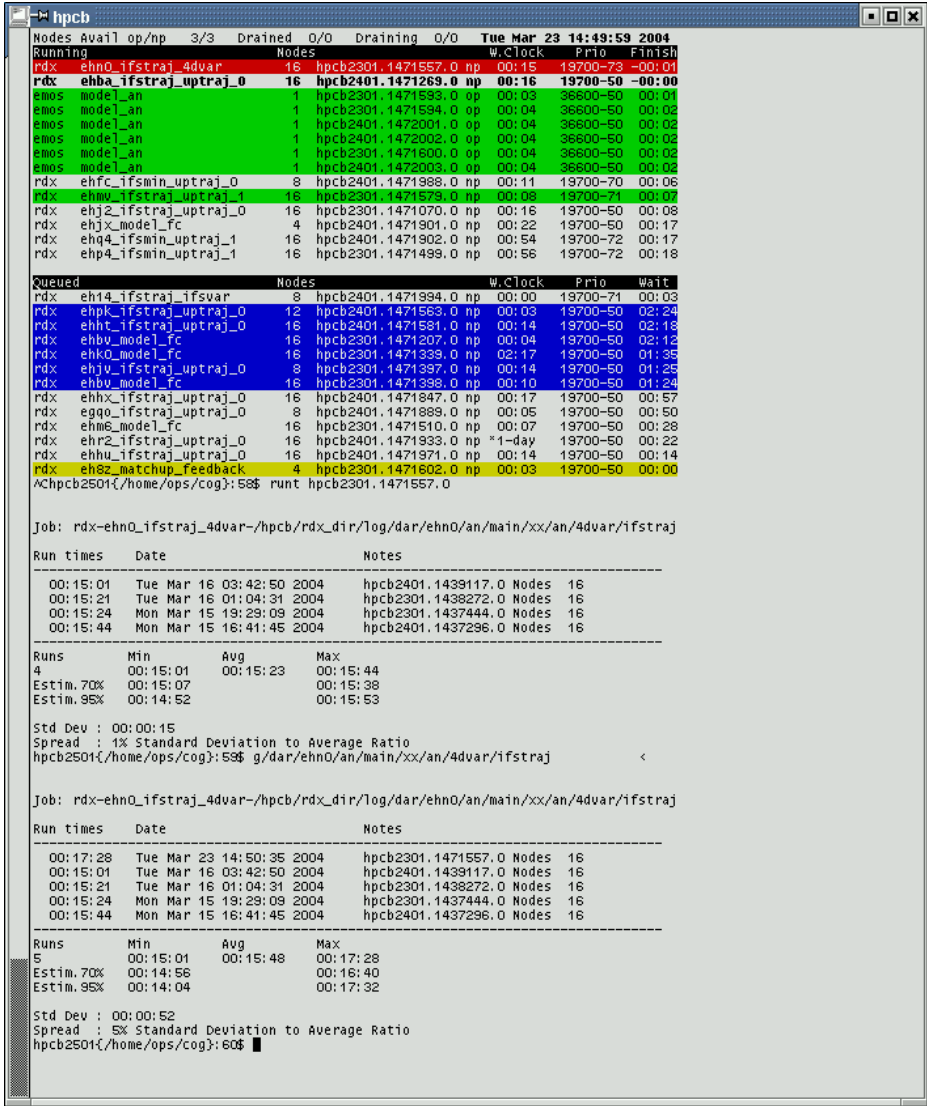 hpcb
Nodes Avail op/np 3/3 Drained 0/0 Draining 0/0 Tue Mar 23 14:49:59 2004
Running Nodes W.Clock Prio Finish
rdx ehn0_ifstraj_4dvar 16 hpcb2301.1471557.0 np 00:15 19700-73 -00:01
rdx ehba_ifstraj_uptraj_0 16 hpcb2401.1471269.0 np 00:16 19700-50 -00:00
emos model_an 1 hpcb2301.1471593.0 op 00:03 36600-50 00:01
emos model_an 1 hpcb2301.1471594.0 op 00:04 36600-50 00:02
emos model_an 1 hpcb2401.1472001.0 op 00:04 36600-50 00:02
emos model_an 1 hpcb2401.1472002.0 op 00:04 36600-50 00:02
emos model_an 1 hpcb2301.1471600.0 op 00:04 36600-50 00:02
emos model_an 1 hpcb2401.1472003.0 op 00:04 36600-50 00:02
rdx ehfc_ifsmin_uptraj_0 8 hpcb2401.1471988.0 np 00:11 19700-70 00:06
rdx ehmv_ifstraj_uptraj_1 16 hpcb2301.1471579.0 np 00:08 19700-71 00:07
rdx ehj2_ifstraj_uptraj_0 16 hpcb2301.1471070.0 np 00:16 19700-50 00:08
rdx ehjx_model_fc 4 hpcb2401.1471901.0 np 00:22 19700-50 00:17
rdx ehq4_ifsmin_uptraj_1 16 hpcb2401.1471902.0 np 00:54 19700-72 00:17
rdx ehp4_ifsmin_uptraj_1 16 hpcb2301.1471499.0 np 00:56 19700-72 00:18
Queued Nodes W.Clock Prio Wait
rdx eh14_ifstraj_ifsvar 8 hpcb2401.1471994.0 np 00:00 19700-71 00:03
rdx ehpk_ifstraj_uptraj_0 12 hpcb2401.1471563.0 np 00:03 19700-50 02:24
rdx ehht_ifstraj_uptraj_0 16 hpcb2401.1471581.0 np 00:14 19700-50 02:18
rdx ehbv_model_fc 16 hpcb2301.1471207.0 np 00:04 19700-50 02:12
rdx ehk0_model_fc 16 hpcb2301.1471339.0 np 02:17 19700-50 01:35
rdx ehjv_ifstraj_uptraj_0 8 hpcb2301.1471397.0 np 00:14 19700-50 01:25
rdx ehbv_model_fc 16 hpcb2301.1471398.0 np 00:10 19700-50 01:24
rdx ehhx_ifstraj_uptraj_0 16 hpcb2401.1471847.0 np 00:17 19700-50 00:57
rdx egqo_ifstraj_uptraj_0 8 hpcb2401.1471889.0 np 00:05 19700-50 00:50
rdx ehm6_model_fc 16 hpcb2301.1471510.0 np 00:07 19700-50 00:28
rdx ehr2_ifstraj_uptraj_0 16 hpcb2401.1471933.0 np *1-day 19700-50 00:22
rdx ehhu_ifstraj_uptraj_0 16 hpcb2401.1471971.0 np 00:14 19700-50 00:14
rdx eh8z_matchup_feedback 4 hpcb2301.1471602.0 np 00:03 19700-50 00:00
^Chpcb2501{/home/ops/cog}:58$ runt hpcb2301.1471557.0
Job: rdx-ehn0_ifstraj_4dvar-/hpcb/rdx_dir/log/dar/ehn0/an/main/xx/an/4dvar/ifstraj
Run times Date Notes
00:15:01 Tue Mar 16 03:42:50 2004 hpcb2401.1439117.0 Nodes 16
00:15:21 Tue Mar 16 01:04:31 2004 hpcb2301.1438272.0 Nodes 16
00:15:24 Mon Mar 15 19:29:09 2004 hpcb2301.1437444.0 Nodes 16
00:15:44 Mon Mar 15 16:41:45 2004 hpcb2401.1437296.0 Nodes 16
Runs Min Avg Max
4 00:15:01 00:15:23 00:15:44
Estim.70% 00:15:07 00:15:38
Estim.95% 00:14:52 00:15:53
Std Dev : 00:00:15
Spread : 1% Standard Deviation to Average Ratio
hpcb2501{/home/ops/cog}:59$ g/dar/ehn0/an/main/xx/an/4dvar/ifstraj <
Job: rdx-ehn0_ifstraj_4dvar-/hpcb/rdx_dir/log/dar/ehn0/an/main/xx/an/4dvar/ifstraj
Run times Date Notes
00:17:28 Tue Mar 23 14:50:35 2004 hpcb2301.1471557.0 Nodes 16
00:15:01 Tue Mar 16 03:42:50 2004 hpcb2401.1439117.0 Nodes 16
00:15:21 Tue Mar 16 01:04:31 2004 hpcb2301.1438272.0 Nodes 16
00:15:24 Mon Mar 15 19:29:09 2004 hpcb2301.1437444.0 Nodes 16
00:15:44 Mon Mar 15 16:41:45 2004 hpcb2401.1437296.0 Nodes 16
Runs Min Avg Max
5 00:15:01 00:15:48 00:17:28
Estim.70% 00:14:56 00:16:40
Estim.95% 00:14:04 00:17:32
Std Dev : 00:00:52
Spread : 5% Standard Deviation to Average Ratio
hpcb2501{/home/ops/cog}:60$